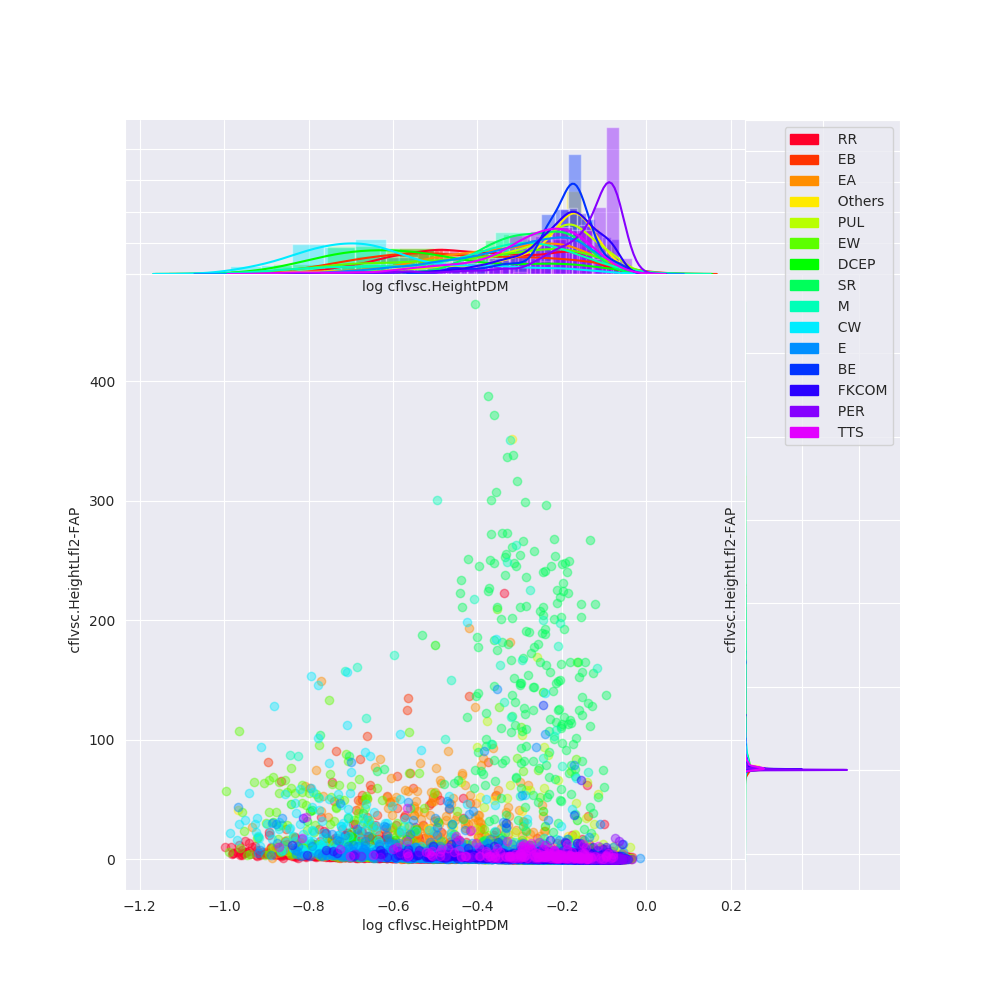 RR
EB
EA
Others
PUL
EW
DCEP
SR
M
CW
E
BE
FKCOM
PER
TTS
log cflvsc.HeightPDM
400
300
200
100
0
cflvsc.HeightLfl2-FAP
cflvsc.HeightLfl2-FAP
−1.2 −1.0 −0.8 −0.6 −0.4 −0.2 0.0 0.2
log cflvsc.HeightPDM